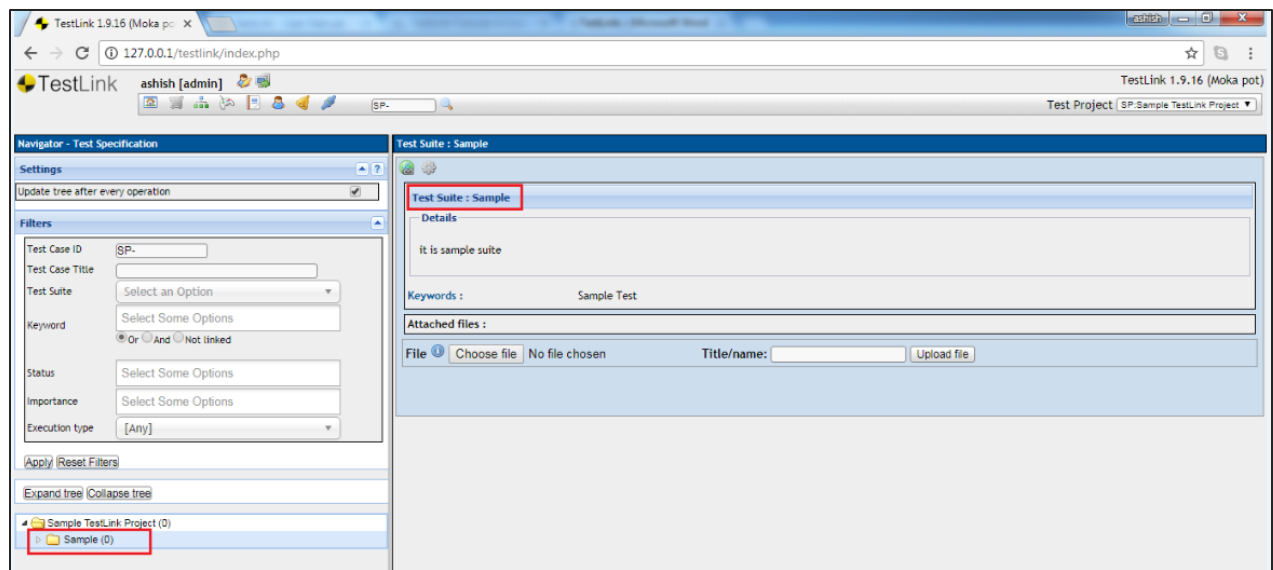 TestLink 1.9.16 (Moka po
ashish
127.0.0.1/testlink/index.php
TestLink ashish [admin] TestLink 1.9.16 (Moka pot)
SP- Test Project SP:Sample TestLink Project
Navigator - Test Specification
Settings ?
Update tree after every operation
Filters
Test Case ID SP-
Test Case Title
Test Suite Select an Option
Keyword Select Some Options
Or And Not linked
Status Select Some Options
Importance Select Some Options
Execution type [Any]
Apply Reset Filters
Expand tree Collapse tree
Sample TestLink Project (0)
Sample (0)
Test Suite : Sample
Test Suite : Sample
Details
it is sample suite
Keywords : Sample Test
Attached files :
File Choose file No file chosen Title/name: Upload file